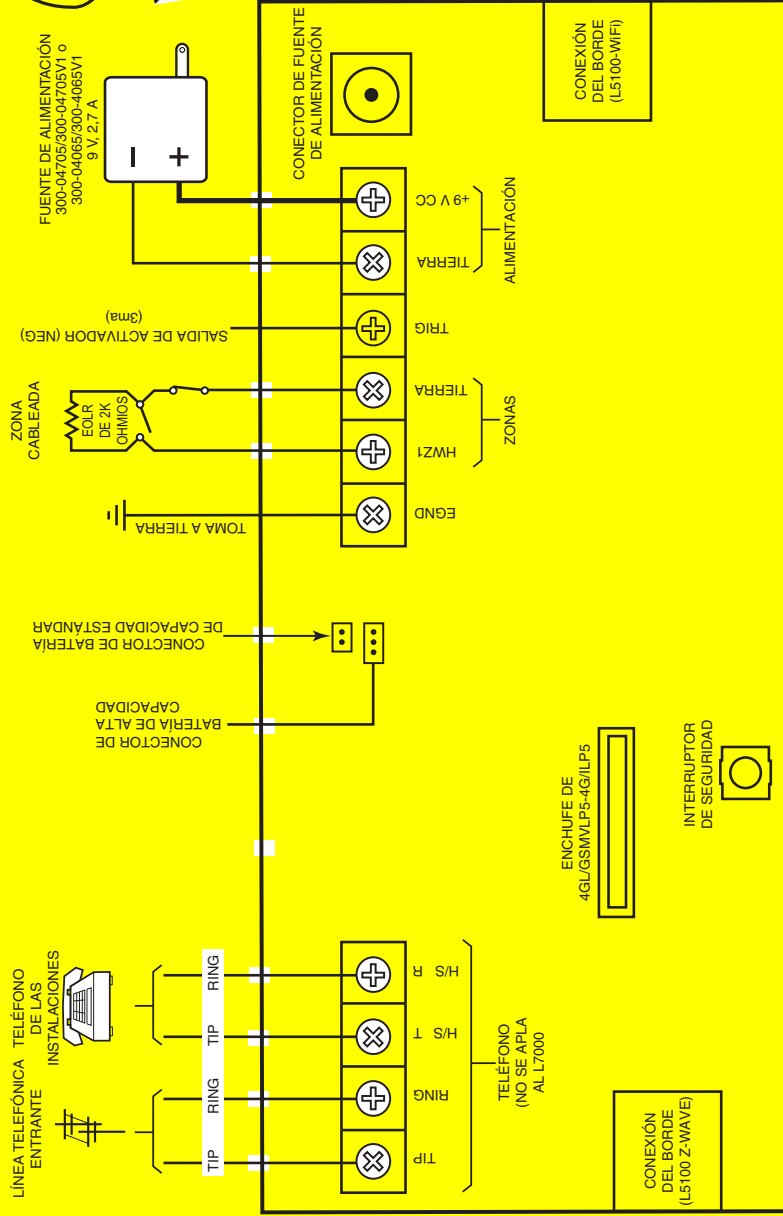 FUENTE DE ALIMENTACIÓN
300-04705/300-04705V1 o
300-04065/300-4065V1
9 V, 2,7 A
CONECTOR DE FUENTE
DE ALIMENTACIÓN
CONEXIÓN
DEL BORDE
(L5100-WiFi)
+9 V CC
TIERRA
ALIMENTACIÓN
SALIDA DE ACTIVADOR (NEG)
(3ma)
TRIG
ZONA
CABLEADA
EOLR
DE 2K
OHMIOS
TIERRA
HWZ1
ZONAS
TOMA A TIERRA
EGND
CONECTOR DE BATERÍA
DE CAPACIDAD ESTÁNDAR
CONECTOR DE
BATERÍA DE ALTA
CAPACIDAD
ENCHUFE DE
4GL/GSMVLP5-4G/ILP5
INTERRUPTOR
DE SEGURIDAD
TELÉFONO
DE LAS
INSTALACIONES
LÍNEA TELEFÓNICA
ENTRANTE
RING
TIP
RING
TIP
H/S R
H/S T
RING
TIP
TELÉFONO
(NO SE APLA
AL L7000
CONEXIÓN
DEL BORDE
(L5100 Z-WAVE)